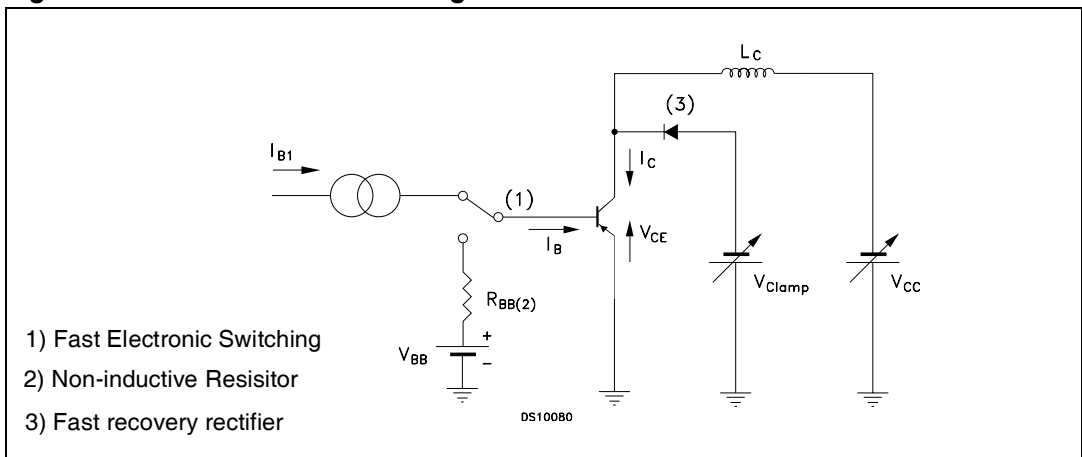 L_C
(3)
I_B1
I_C
(1)
I_B
V_CE
R_BB(2)
V_Clamp
V_CC
V_BB
+
−
1) Fast Electronic Switching
2) Non-inductive Resisitor
3) Fast recovery rectifier
DS10080